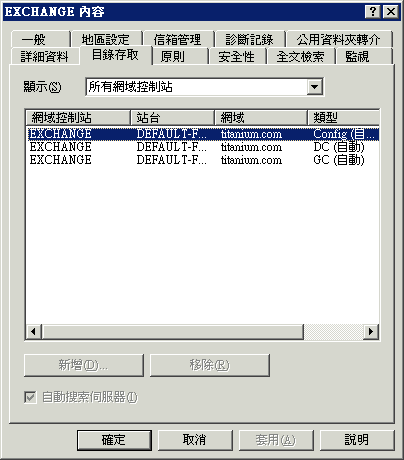 EXCHANGE 內容
一般 地區設定 信箱管理 診斷記錄 公用資料夾轉介
詳細資料 目錄存取 原則 安全性 全文檢索 監視
顯示(S) 所有網域控制站
網域控制站 站台 網域 類型
EXCHANGE DEFAULT-F... titanium.com Config (自...
EXCHANGE DEFAULT-F... titanium.com DC (自動)
EXCHANGE DEFAULT-F... titanium.com GC (自動)
新增(D)... 移除(R)
自動搜索伺服器(I)
確定 取消 套用(A) 說明